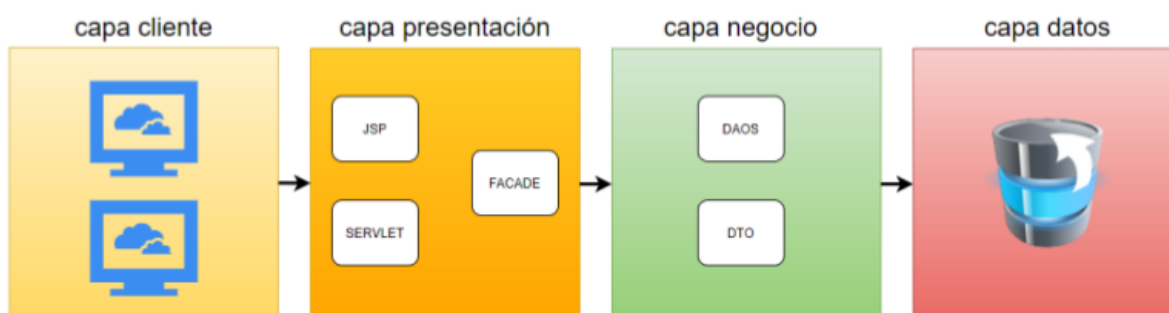 capa cliente
capa presentación
capa negocio
capa datos
JSP
FACADE
SERVLET
DAOS
DTO